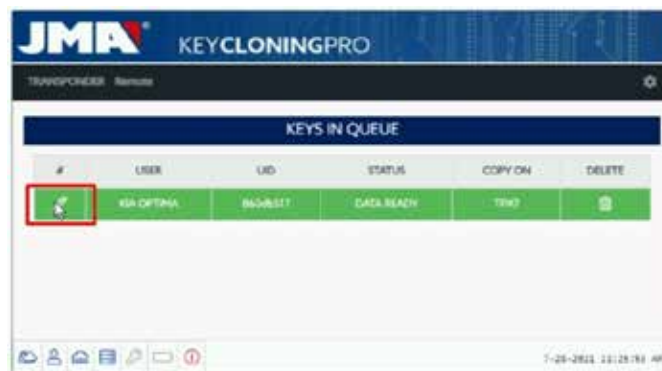 JMA KEYCLONINGPRO
TRANSPONDER Remote
KEYS IN QUEUE
# USER UID STATUS COPY ON DELETE
KIA OPTIMA DATA READY